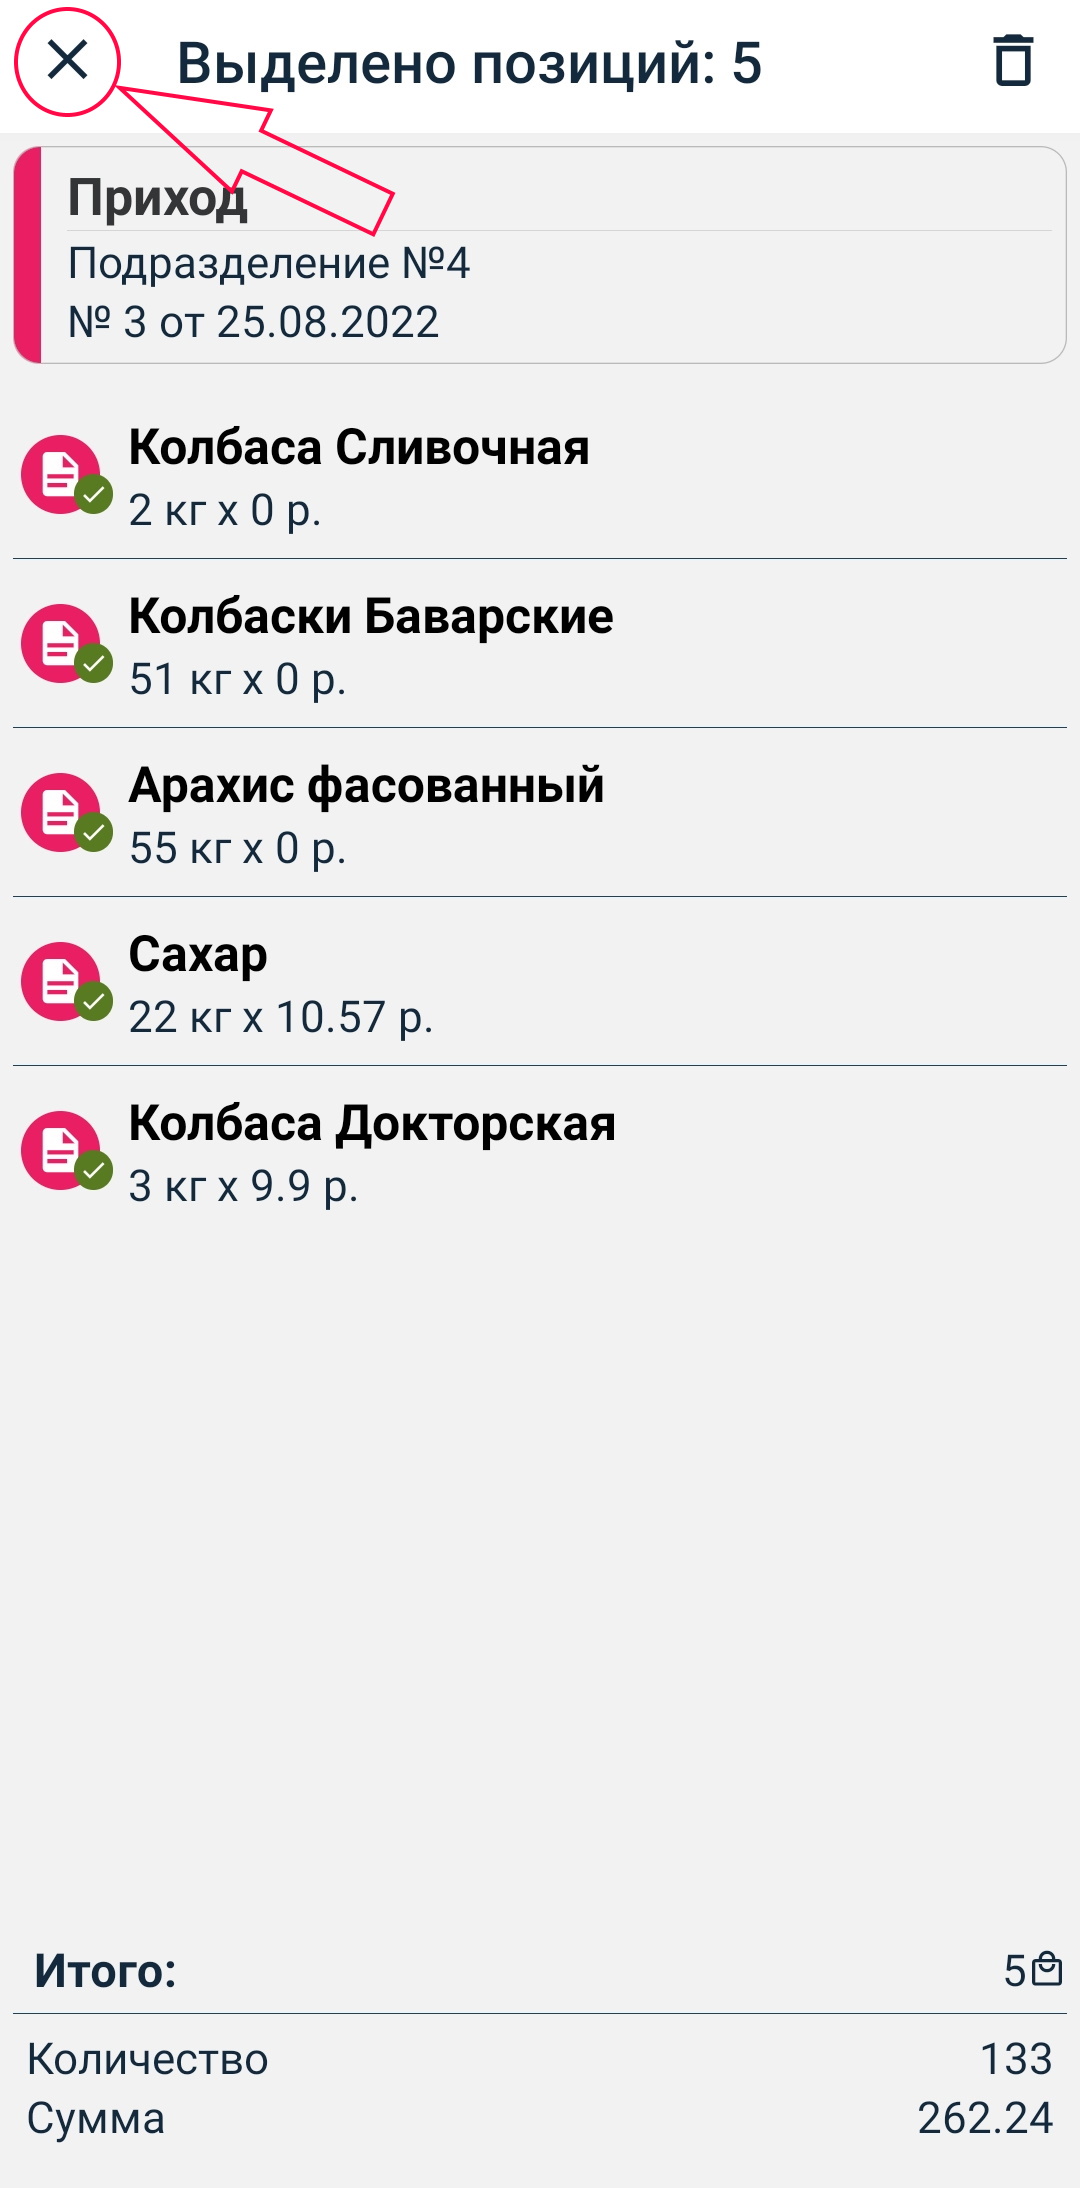 Выделено позиций: 5
Приход
Подразделение №4
№ 3 от 25.08.2022
Колбаса Сливочная
2 кг x 0 р.
Колбаски Баварские
51 кг x 0 р.
Арахис фасованный
55 кг x 0 р.
Сахар
22 кг x 10.57 р.
Колбаса Докторская
3 кг x 9.9 р.
Итого: 5
Количество 133
Сумма 262.24